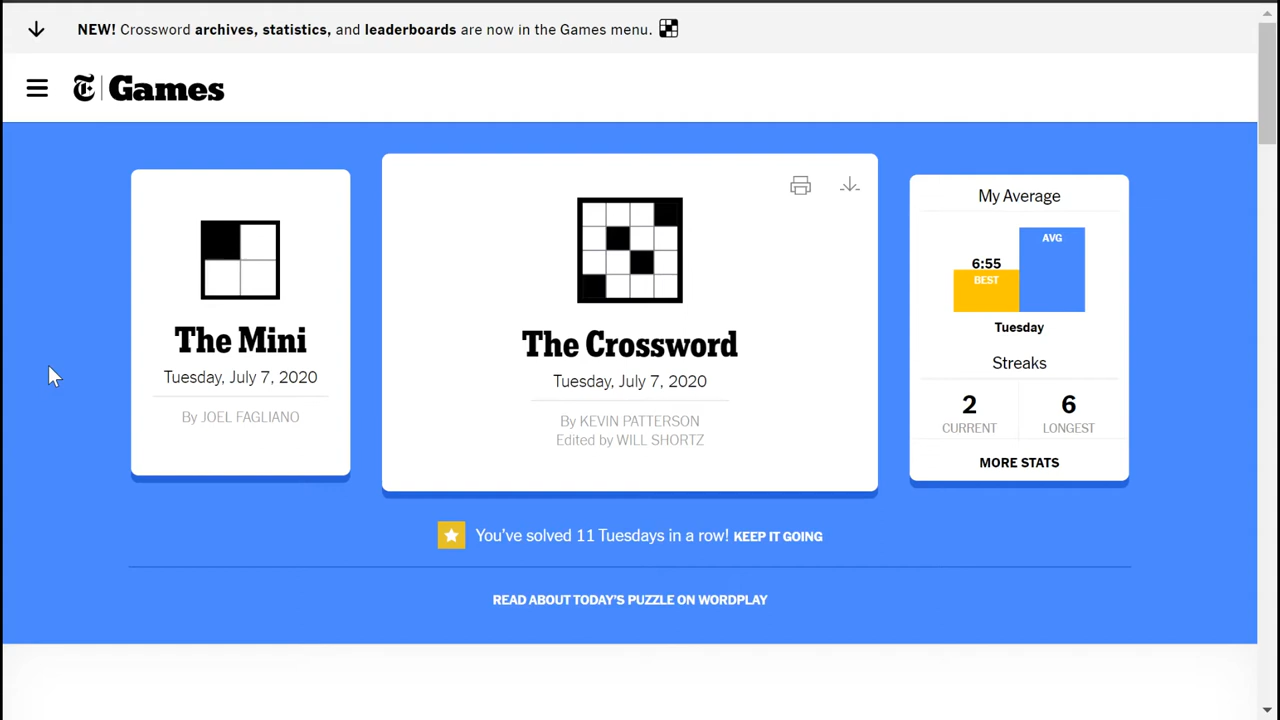 NEW! Crossword archives, statistics, and leaderboards are now in the Games menu.
T Games
The Mini
Tuesday, July 7, 2020
By JOEL FAGLIANO
The Crossword
Tuesday, July 7, 2020
By KEVIN PATTERSON
Edited by WILL SHORTZ
My Average
AVG
6:55
BEST
Tuesday
Streaks
2 6
CURRENT LONGEST
MORE STATS
You've solved 11 Tuesdays in a row! KEEP IT GOING
READ ABOUT TODAY'S PUZZLE ON WORDPLAY